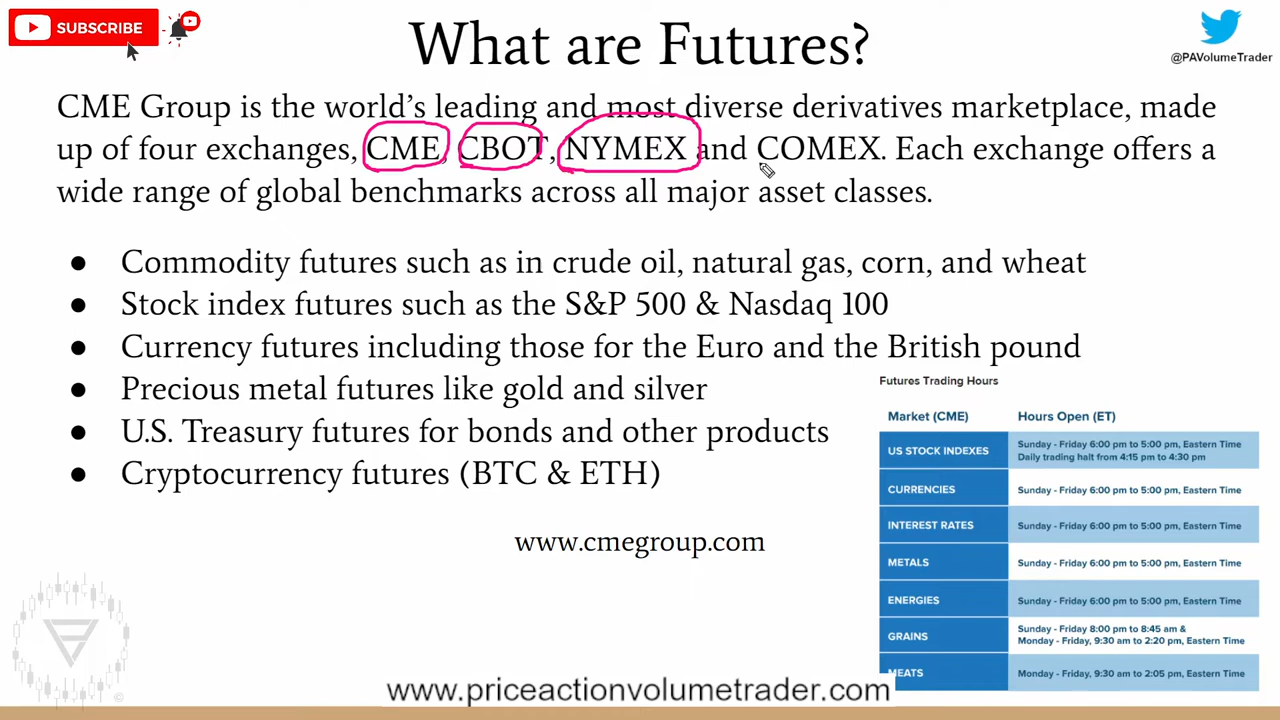 SUBSCRIBE
What are Futures?
@PAVolumeTrader
CME Group is the world's leading and most diverse derivatives marketplace, made
up of four exchanges, CME, CBOT, NYMEX and COMEX. Each exchange offers a
wide range of global benchmarks across all major asset classes.
● Commodity futures such as in crude oil, natural gas, corn, and wheat
● Stock index futures such as the S&P 500 & Nasdaq 100
● Currency futures including those for the Euro and the British pound
● Precious metal futures like gold and silver
● U.S. Treasury futures for bonds and other products
● Cryptocurrency futures (BTC & ETH)
www.cmegroup.com
Futures Trading Hours
Market (CME) Hours Open (ET)
US STOCK INDEXES Sunday - Friday 6:00 pm to 5:00 pm, Eastern Time
Daily trading halt from 4:15 pm to 4:30 pm
CURRENCIES Sunday - Friday 6:00 pm to 5:00 pm, Eastern Time
INTEREST RATES Sunday - Friday 6:00 pm to 5:00 pm, Eastern Time
METALS Sunday - Friday 6:00 pm to 5:00 pm, Eastern Time
ENERGIES Sunday - Friday 6:00 pm to 5:00 pm, Eastern Time
GRAINS Sunday - Friday 8:00 pm to 8:45 am &
Monday - Friday, 9:30 am to 2:20 pm, Eastern Time
MEATS Monday - Friday, 9:30 am to 2:05 pm, Eastern Time
www.priceactionvolumetrader.com